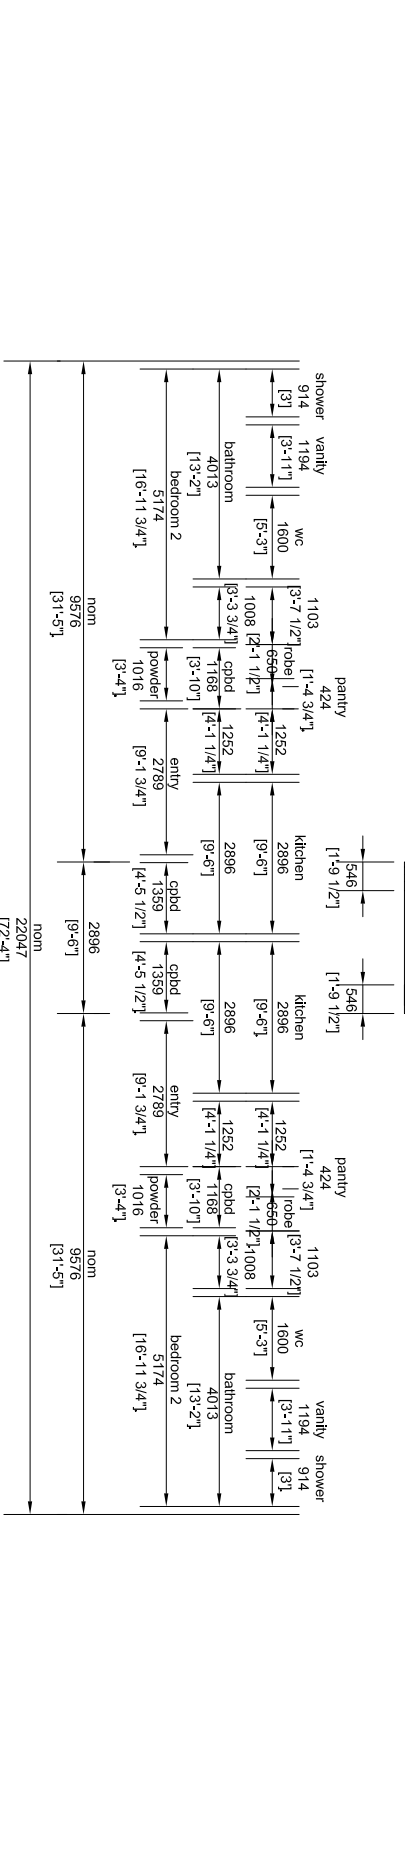 shower
914
[3']
vanity
1194
[3'-11"]
wc
1600
[5'-3"]
1103
[3'-7 1/2"]
robe
650
[2'-1 1/2"]
pantry
424
[1'-4 3/4"]
1252
[4'-1 1/4"]
kitchen
2896
[9'-6"]
546
[1'-9 1/2"]
546
[1'-9 1/2"]
kitchen
2896
[9'-6"]
1252
[4'-1 1/4"]
pantry
424
[1'-4 3/4"]
robe
650
[2'-1 1/2"]
1103
[3'-7 1/2"]
wc
1600
[5'-3"]
vanity
1194
[3'-11"]
shower
914
[3']
bathroom
4013
[13'-2"]
1008
[3'-3 3/4"]
cpbd
1168
[3'-10"]
1252
[4'-1 1/4"]
2896
[9'-6"]
2896
[9'-6"]
1252
[4'-1 1/4"]
cpbd
1168
[3'-10"]
1008
[3'-3 3/4"]
bathroom
4013
[13'-2"]
bedroom 2
5174
[16'-11 3/4"]
powder
1016
[3'-4"]
entry
2789
[9'-1 3/4"]
cpbd
1359
[4'-5 1/2"]
cpbd
1359
[4'-5 1/2"]
entry
2789
[9'-1 3/4"]
powder
1016
[3'-4"]
bedroom 2
5174
[16'-11 3/4"]
nom
9576
[31'-5"]
2896
[9'-6"]
nom
9576
[31'-5"]
nom
22047
[72'-4"]